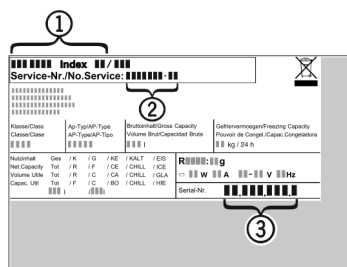 1
Index /
Service-Nr./No.Service: -
2
Klasse/Class Ap-Typ/AP-Type Bruttoinhalt/Gross Capacity Gefriervermoegen/Freezing Capacity
Classe/Clase AP-Type/AP-Tipo Volume Brut/Capacidad Bruta Pouvoir de Congel./Capac.Congeladora
l kg / 24 h
Nutzinhalt Ges / K / G / KE / KALT / EIS
Net.Capacity Tot / R / F / CE / CHILL / ICE
Volume Utile Tot / R / C / CA / CHILL / GLA
Capac. Util Tot / F / C / BO / CHILL / HIE
l / l
R : g
~ W A - V Hz
Serial-Nr. . . .
3